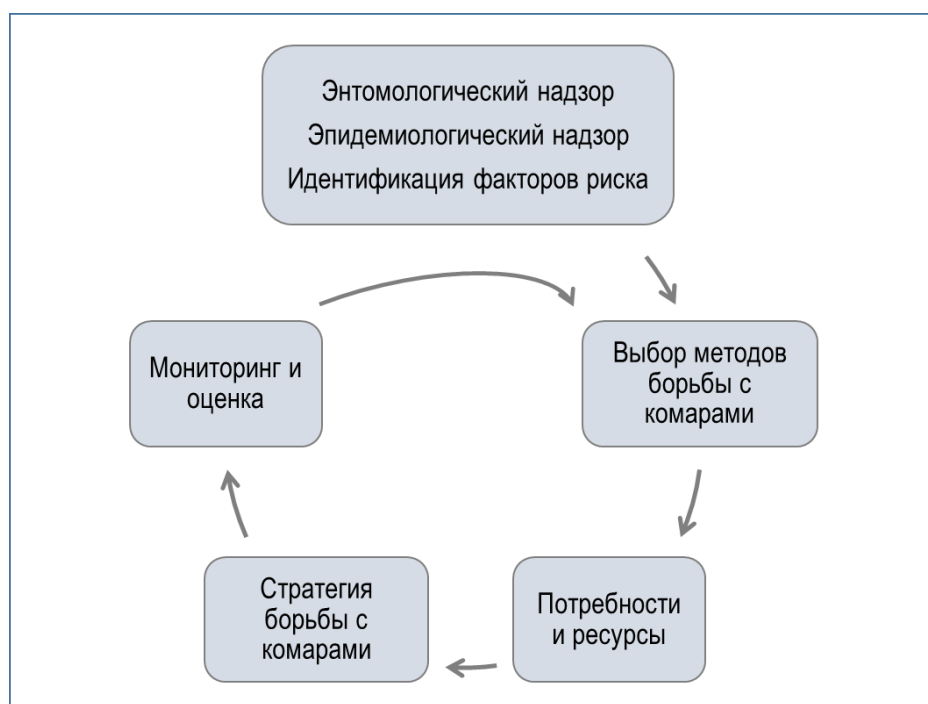 Энтомологический надзор
Эпидемиологический надзор
Идентификация факторов риска
Мониторинг и
оценка
Выбор методов
борьбы с
комарами
Стратегия
борьбы с
комарами
Потребности
и ресурсы